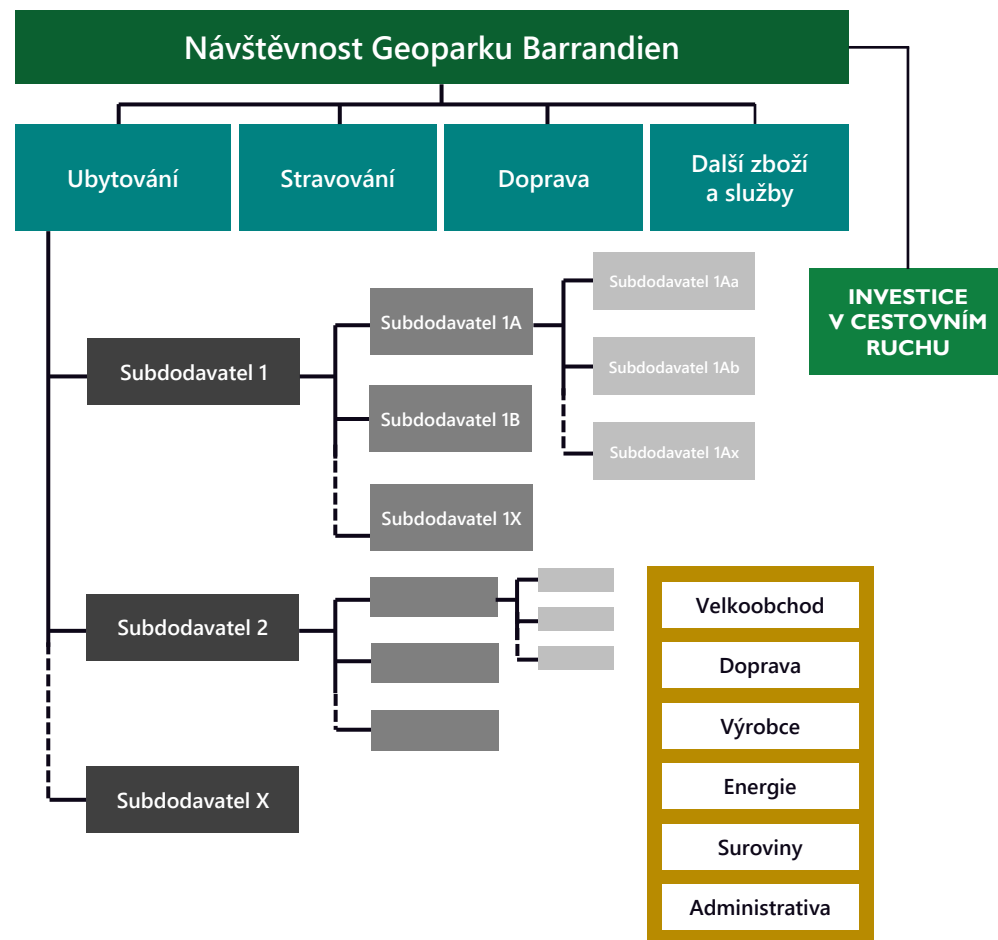 Návštěvnost Geoparku Barrandien
Ubytování
Stravování
Doprava
Další zboží
a služby
INVESTICE
V CESTOVNÍM
RUCHU
Subdodavatel 1
Subdodavatel 1A
Subdodavatel 1Aa
Subdodavatel 1Ab
Subdodavatel 1Ax
Subdodavatel 1B
Subdodavatel 1X
Subdodavatel 2
Subdodavatel X
Velkoobchod
Doprava
Výrobce
Energie
Suroviny
Administrativa